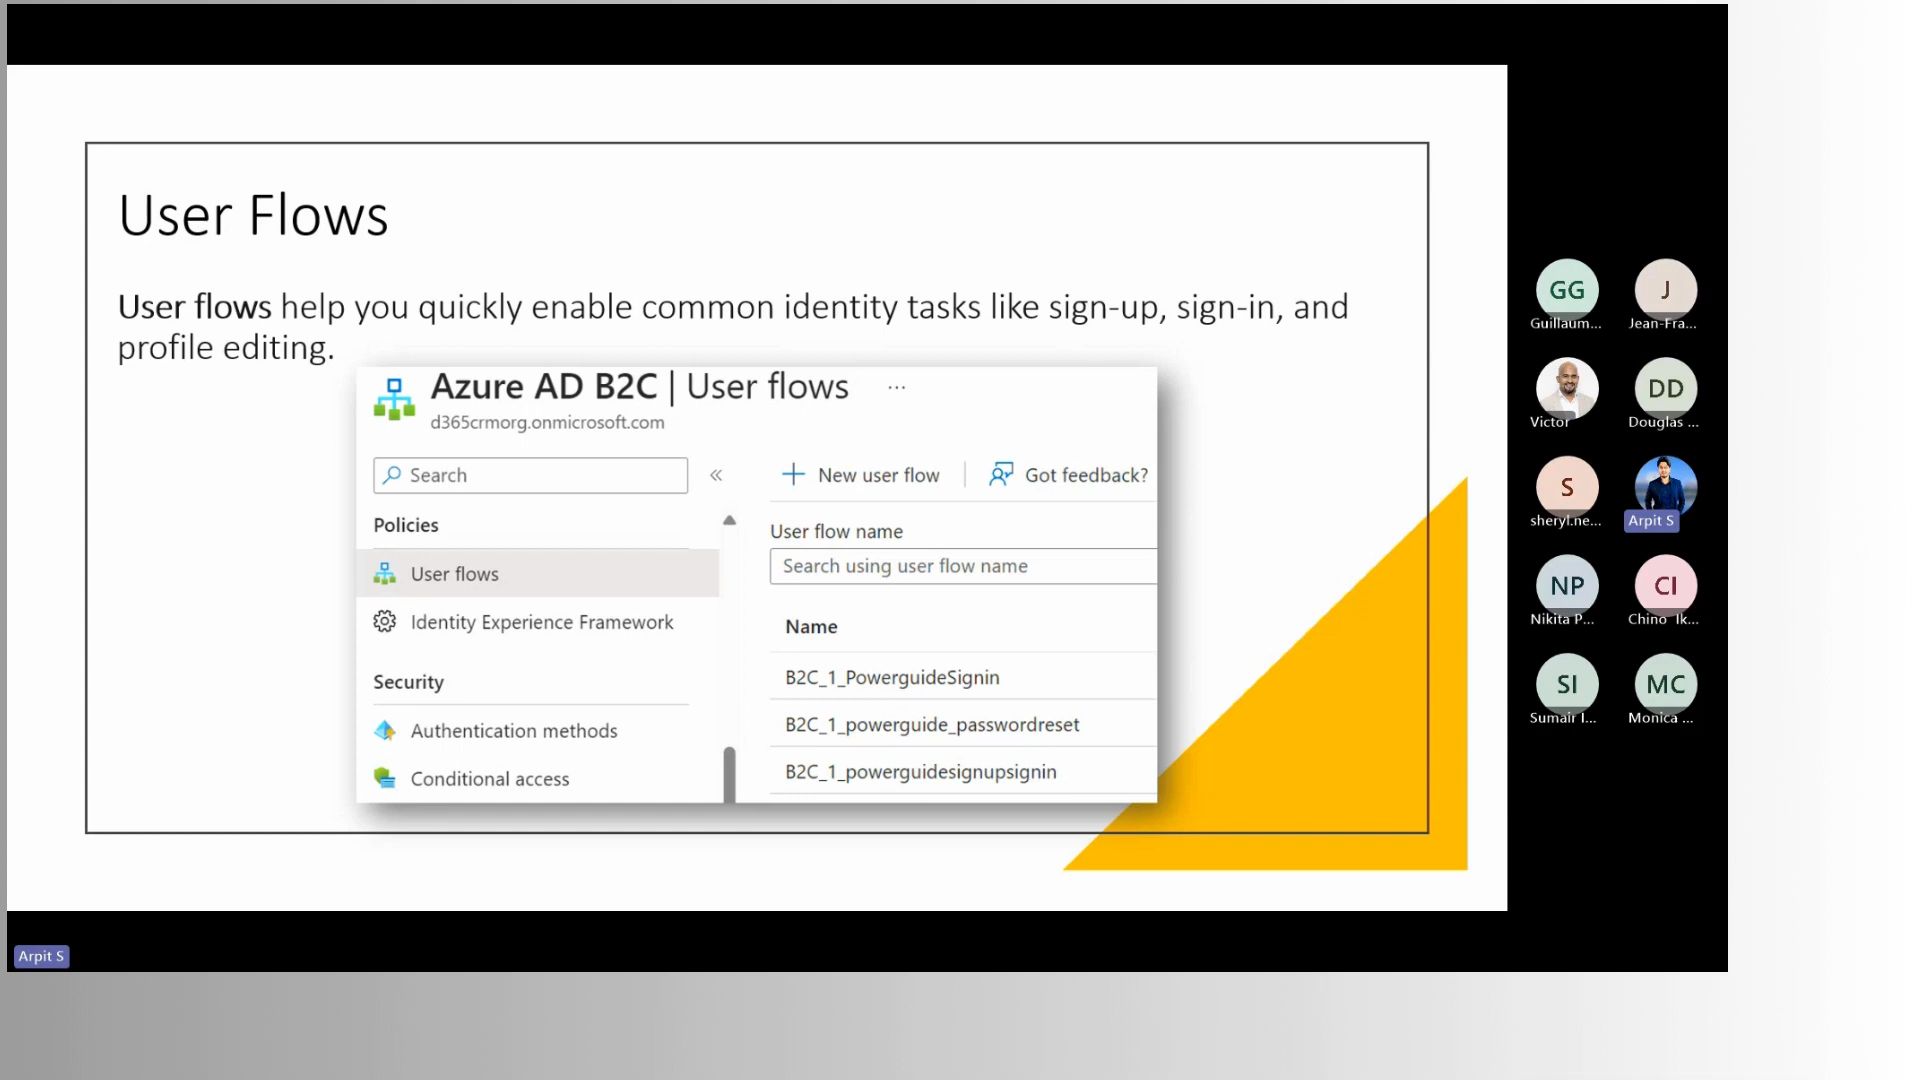 User Flows
User flows help you quickly enable common identity tasks like sign-up, sign-in, and
profile editing.
Azure AD B2C | User flows ...
d365crmorg.onmicrosoft.com
Search «
Policies
User flows
Identity Experience Framework
Security
Authentication methods
Conditional access
New user flow
Got feedback?
User flow name
Search using user flow name
Name
B2C_1_PowerguideSignin
B2C_1_powerguide_passwordreset
B2C_1_powerguidesignupsignin
GG
Guillaum...
J
Jean-Fra...
Victor
DD
Douglas ...
S
sheryl.ne...
Arpit S
NP
Nikita P...
CI
Chino Ik...
SI
Sumair I...
MC
Monica ...
Arpit S